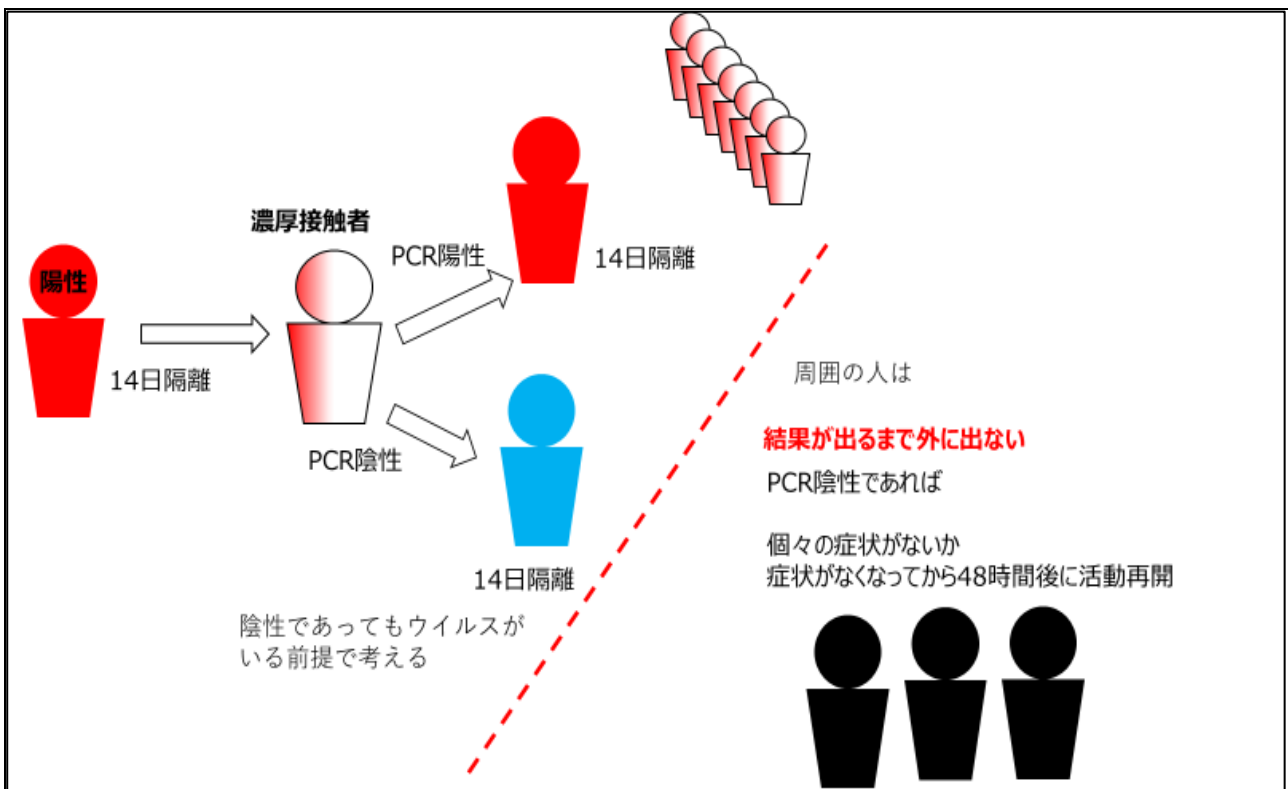 濃厚接触者
陽性
14日隔離
PCR陽性
14日隔離
PCR陰性
14日隔離
陰性であってもウイルスが
いる前提で考える
周囲の人は
結果が出るまで外に出ない
PCR陰性であれば
個々の症状がないか
症状がなくなってから48時間後に活動再開